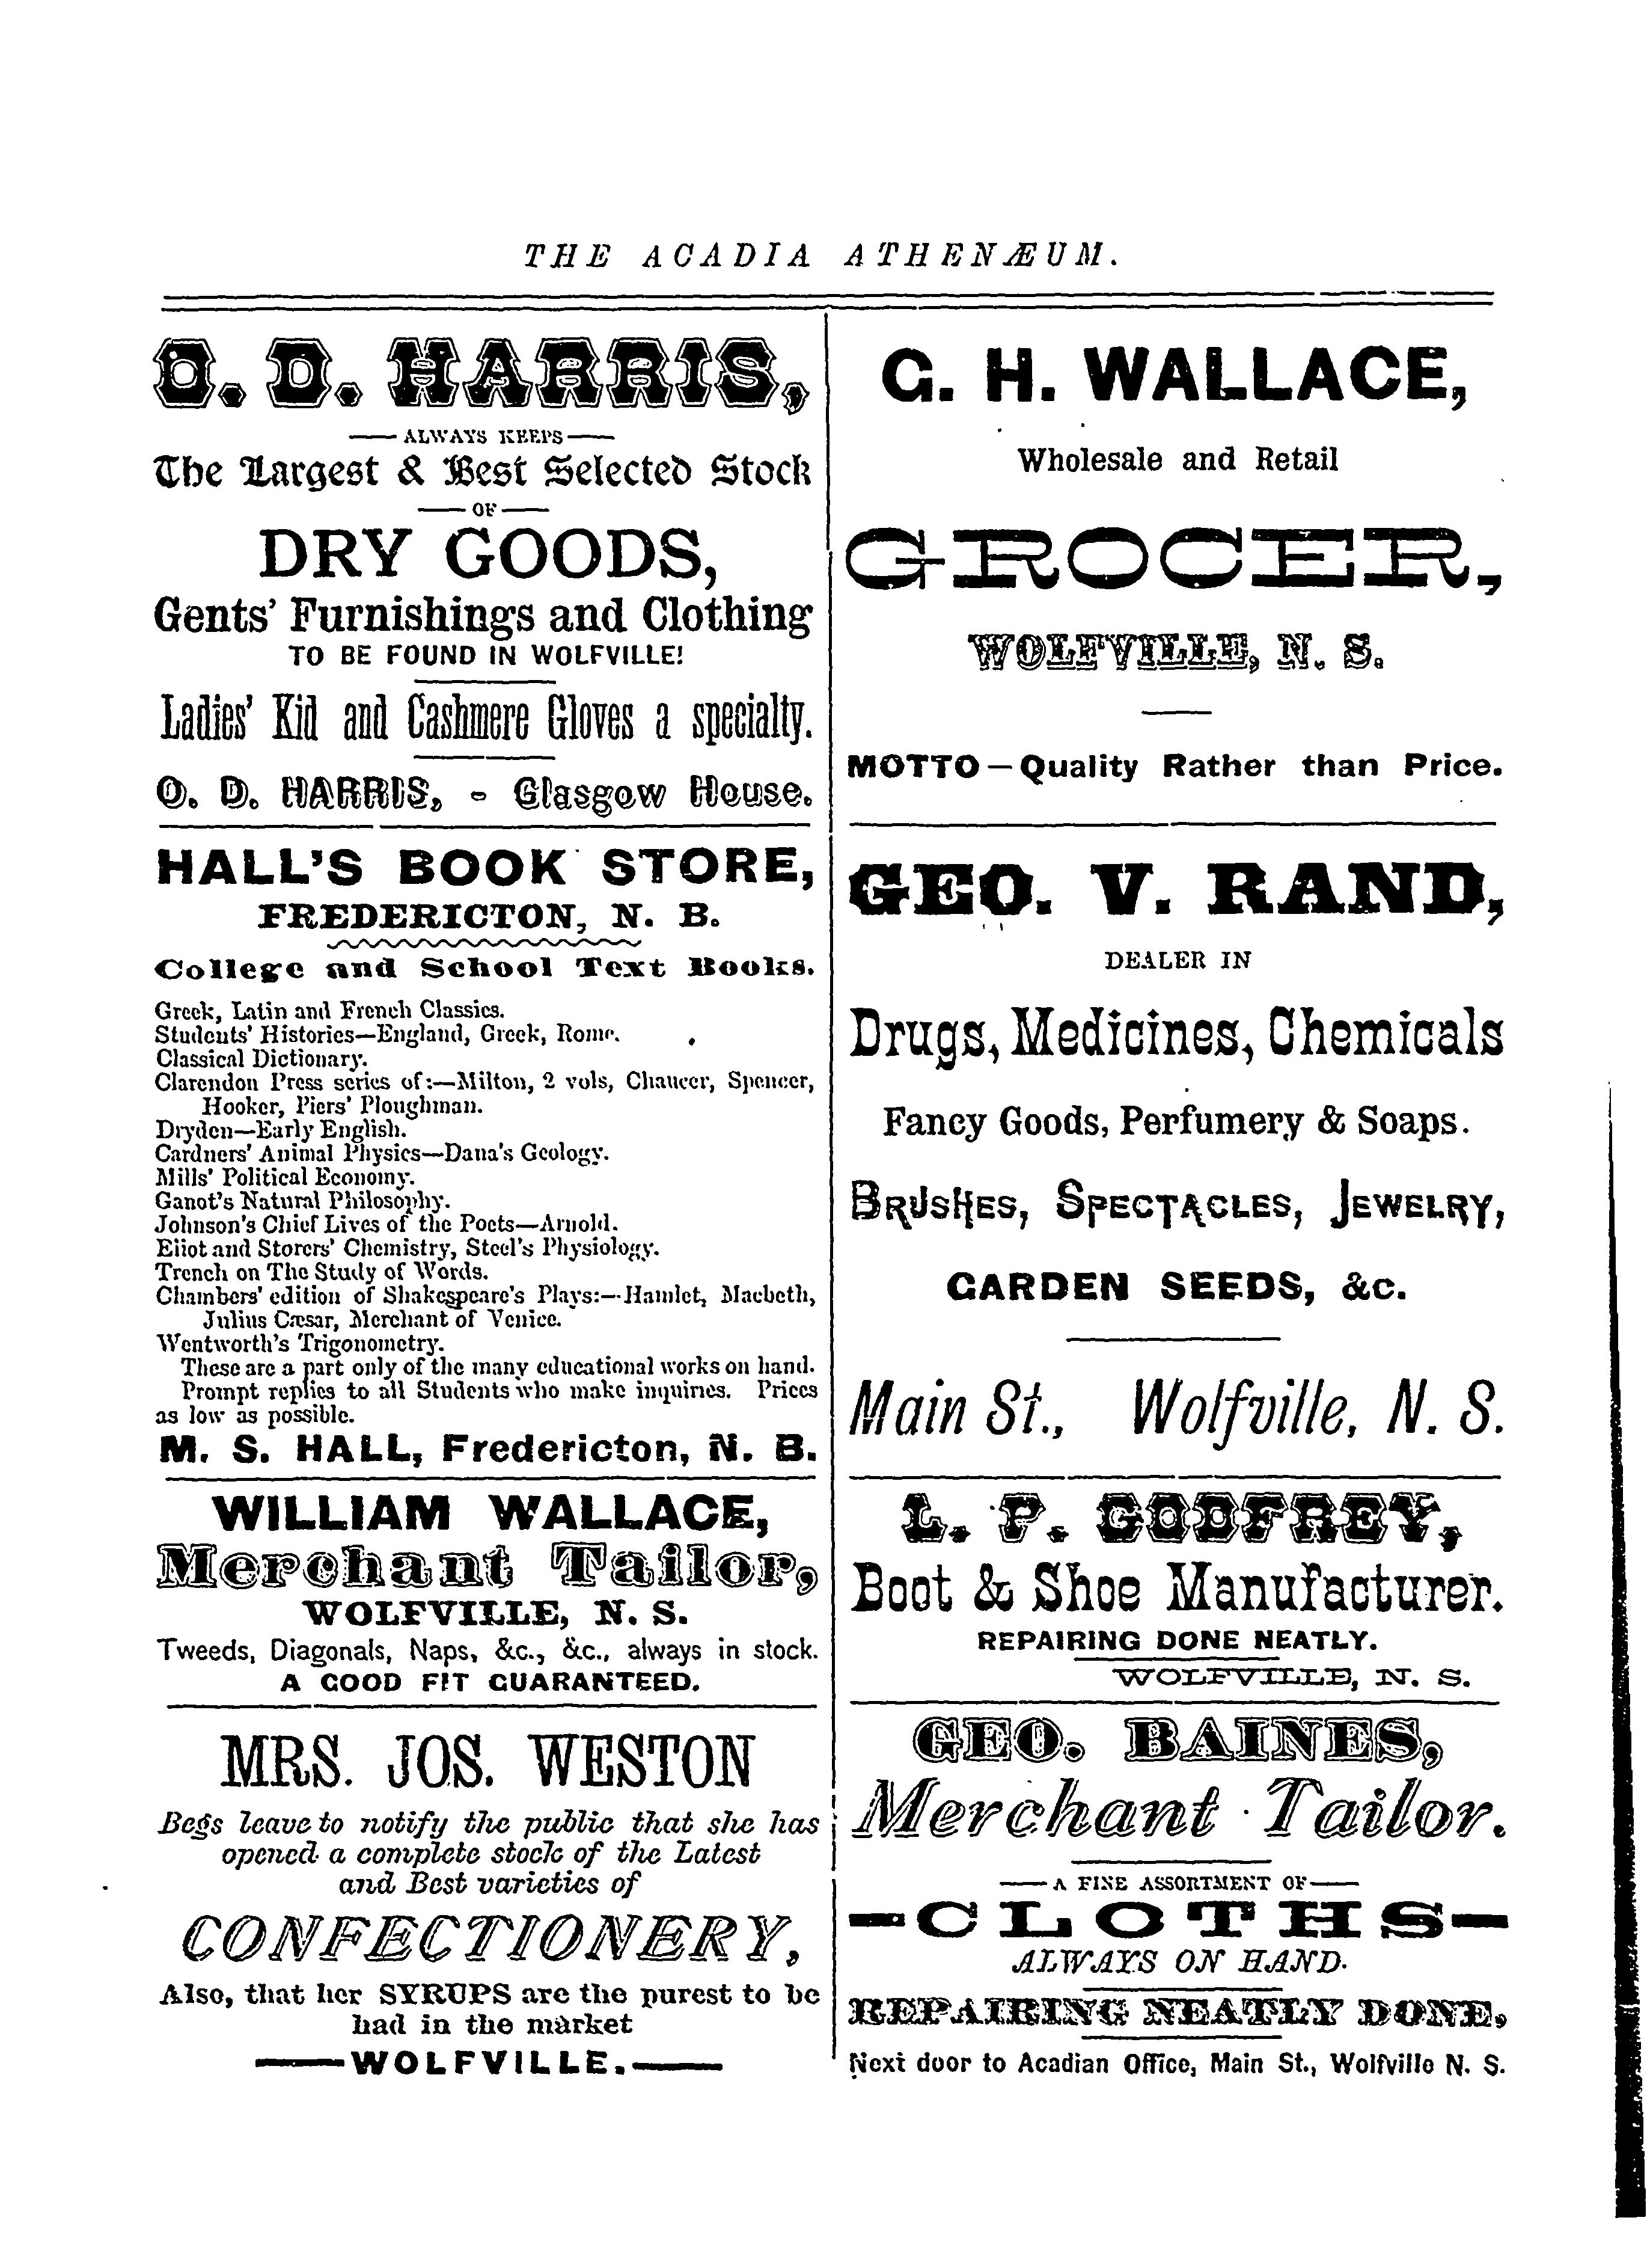 THE ACADIA ATHENÆUM.
O. D. HARRIS,
ALWAYS KEEPS
The Largest & Best Selected Stock
OF
DRY GOODS,
Gents' Furnishings and Clothing
TO BE FOUND IN WOLFVILLE!
Ladies' Kid and Cashmere Gloves a specialty.
O. D. HARRIS, - Glasgow House.
HALL'S BOOK STORE,
FREDERICTON, N. B.
College and School Text Books.
Greek, Latin and French Classics.
Students' Histories—England, Greek, Rome.
Classical Dictionary.
Clarendon Press series of:—Milton, 2 vols, Chaucer, Spencer,
Hooker, Piers' Ploughman.
Dryden—Early English.
Cardners' Animal Physics—Dana's Geology.
Mills' Political Economy.
Ganot's Natural Philosophy.
Johnson's Chief Lives of the Poets—Arnold.
Eliot and Storers' Chemistry, Steel's Physiology.
Trench on The Study of Words.
Chambers' edition of Shakespeare's Plays:—Hamlet, Macbeth,
Julius Cæsar, Merchant of Venice.
Wentworth's Trigonometry.
These are a part only of the many educational works on hand.
Prompt replies to all Students who make inquiries. Prices
as low as possible.
M. S. HALL, Fredericton, N. B.
WILLIAM WALLACE,
Merchant Tailor,
WOLFVILLE, N. S.
Tweeds, Diagonals, Naps, &c., &c., always in stock.
A GOOD FIT GUARANTEED.
MRS. JOS. WESTON
Begs leave to notify the public that she has
opened a complete stock of the Latest
and Best varieties of
CONFECTIONERY,
Also, that her SYRUPS are the purest to be
had in the market
WOLFVILLE.
G. H. WALLACE,
Wholesale and Retail
GROCER,
WOLFVILLE, N. S.
MOTTO—Quality Rather than Price.
GEO. V. RAND,
DEALER IN
Drugs, Medicines, Chemicals
Fancy Goods, Perfumery & Soaps.
BRUSHES, SPECTACLES, JEWELRY,
GARDEN SEEDS, &c.
Main St., Wolfville, N. S.
L. P. GODFREY,
Boot & Shoe Manufacturer.
REPAIRING DONE NEATLY.
WOLFVILLE, N. S.
GEO. BAINES,
Merchant Tailor.
A FINE ASSORTMENT OF
—CLOTHS—
ALWAYS ON HAND.
REPAIRING NEATLY DONE,
Next door to Acadian Office, Main St., Wolfville N. S.